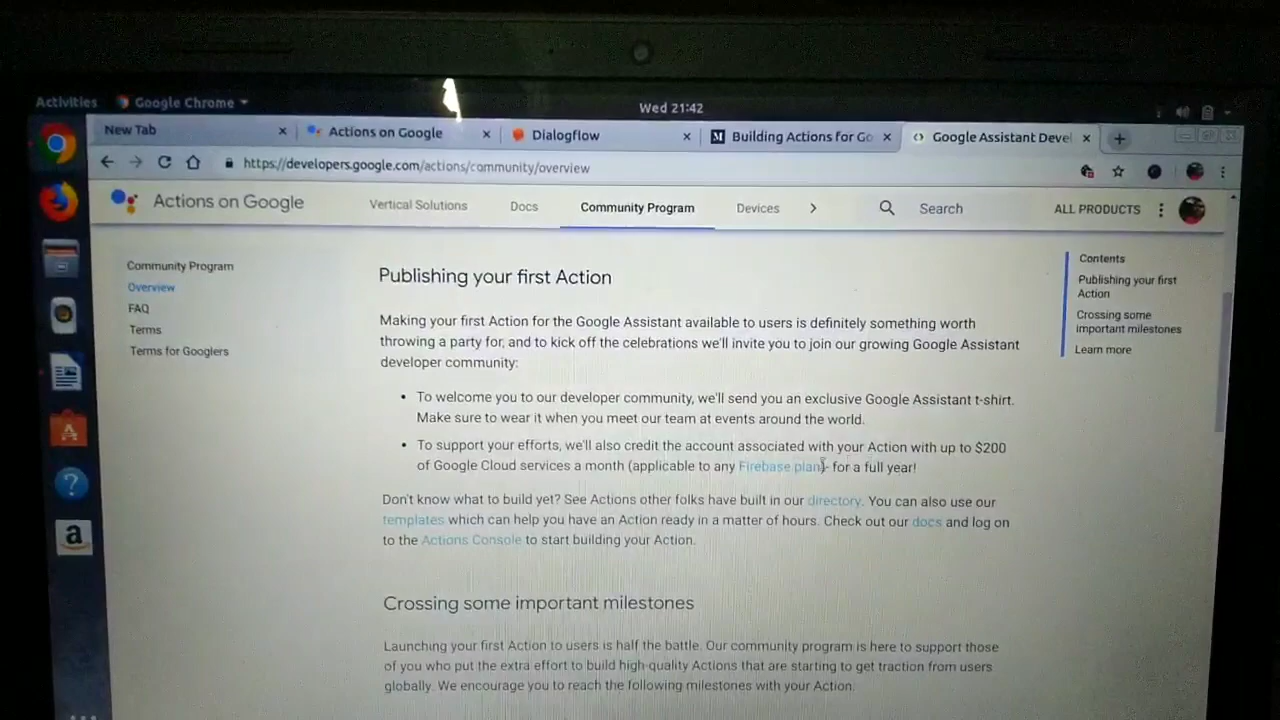 Activities
Google Chrome
Wed 21:42
New Tab
Actions on Google
Dialogflow
M
Building Actions for Go
Google Assistant Devel
https://developers.google.com/actions/community/overview
Actions on Google
Vertical Solutions
Docs
Community Program
Devices
Search
ALL PRODUCTS
Community Program
Overview
FAQ
Terms
Terms for Googlers
Publishing your first Action
Making your first Action for the Google Assistant available to users is definitely something worth
throwing a party for, and to kick off the celebrations we'll invite you to join our growing Google Assistant
developer community:
• To welcome you to our developer community, we'll send you an exclusive Google Assistant t-shirt.
Make sure to wear it when you meet our team at events around the world.
• To support your efforts, we'll also credit the account associated with your Action with up to $200
of Google Cloud services a month (applicable to any Firebase plan)- for a full year!
Don't know what to build yet? See Actions other folks have built in our directory. You can also use our
templates which can help you have an Action ready in a matter of hours. Check out our docs and log on
to the Actions Console to start building your Action.
Crossing some important milestones
Launching your first Action to users is half the battle. Our community program is here to support those
of you who put the extra effort to build high-quality Actions that are starting to get traction from users
globally. We encourage you to reach the following milestones with your Action.
Contents
Publishing your first
Action
Crossing some
important milestones
Learn more
a
?